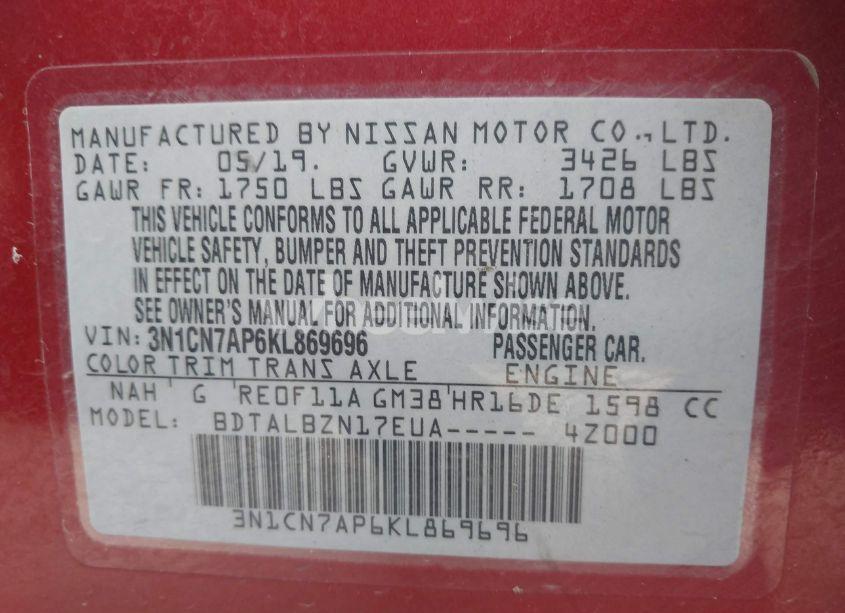 MANUFACTURED BY NISSAN MOTOR CO., LTD.
DATE: 05/19. GVWR: 3426 LBS
GAWR FR: 1750 LBS GAWR RR: 1708 LBS
THIS VEHICLE CONFORMS TO ALL APPLICABLE FEDERAL MOTOR
VEHICLE SAFETY, BUMPER AND THEFT PREVENTION STANDARDS
IN EFFECT ON THE DATE OF MANUFACTURE SHOWN ABOVE.
SEE OWNER'S MANUAL FOR ADDITIONAL INFORMATION.
VIN: 3N1CN7AP6KL869696 PASSENGER CAR.
COLOR TRIM TRANS AXLE ENGINE
NAH G RE0F11A GM38 HR16DE 1598 CC
MODEL: BDTALBZN17EUA----- 4Z000
3N1CN7AP6KL869696